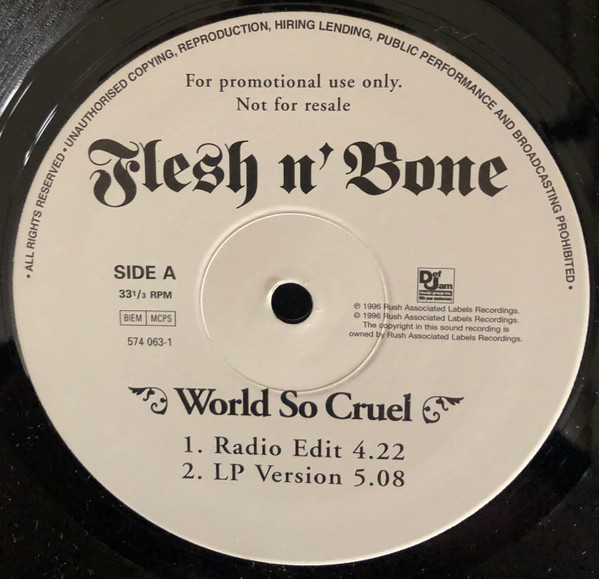 • ALL RIGHTS RESERVED • UNAUTHORISED COPYING, REPRODUCTION, HIRING LENDING, PUBLIC PERFORMANCE AND BROADCASTING PROHIBITED •
For promotional use only.
Not for resale
Flesh n' Bone
SIDE A
33 1/3 RPM
BIEM MCPS
574 063-1
Def
Jam
℗ 1996 Rush Associated Labels Recordings.
© 1996 Rush Associated Labels Recordings.
The copyright in this sound recording is
owned by Rush Associated Labels Recordings.
World So Cruel
1. Radio Edit 4.22
2. LP Version 5.08